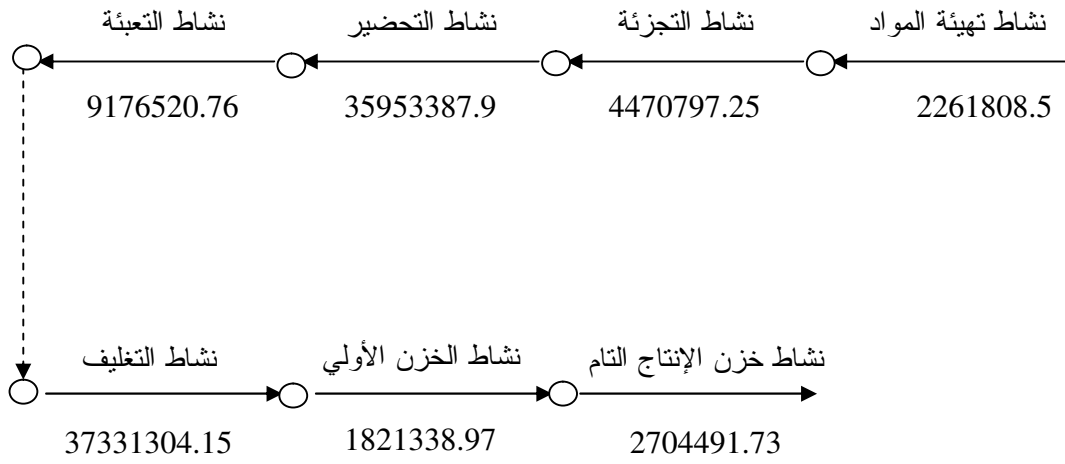 نشاط تهيئة المواد نشاط التجزئة نشاط التحضير نشاط التعبئة
2261808.5 4470797.25 35953387.9 9176520.76
نشاط التغليف نشاط الخزن الأولي نشاط خزن الإنتاج التام
37331304.15 1821338.97 2704491.73